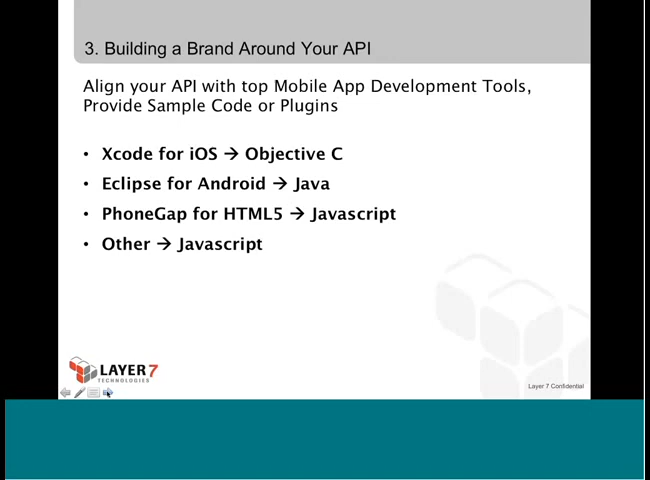 3. Building a Brand Around Your API
Align your API with top Mobile App Development Tools,
Provide Sample Code or Plugins
• Xcode for iOS → Objective C
• Eclipse for Android → Java
• PhoneGap for HTML5 → Javascript
• Other → Javascript
LAYER 7
TECHNOLOGIES
Layer 7 Confidential